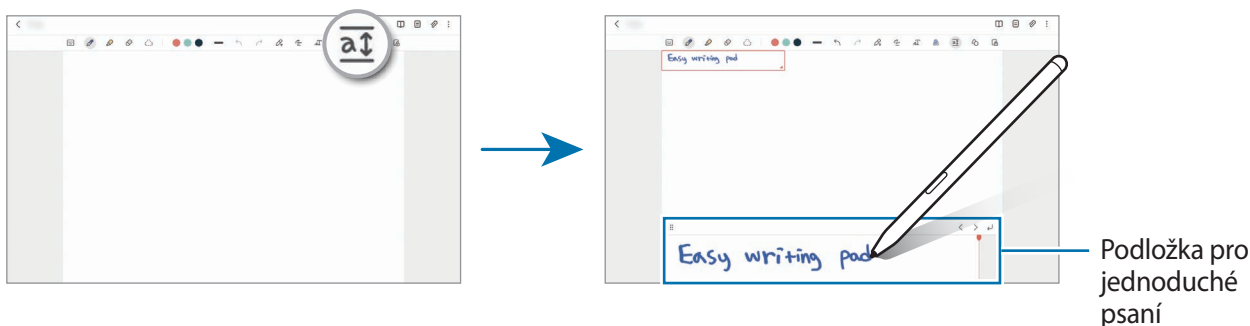 a
Easy writing pad
Easy writing pad
Podložka pro
jednoduché
psaní